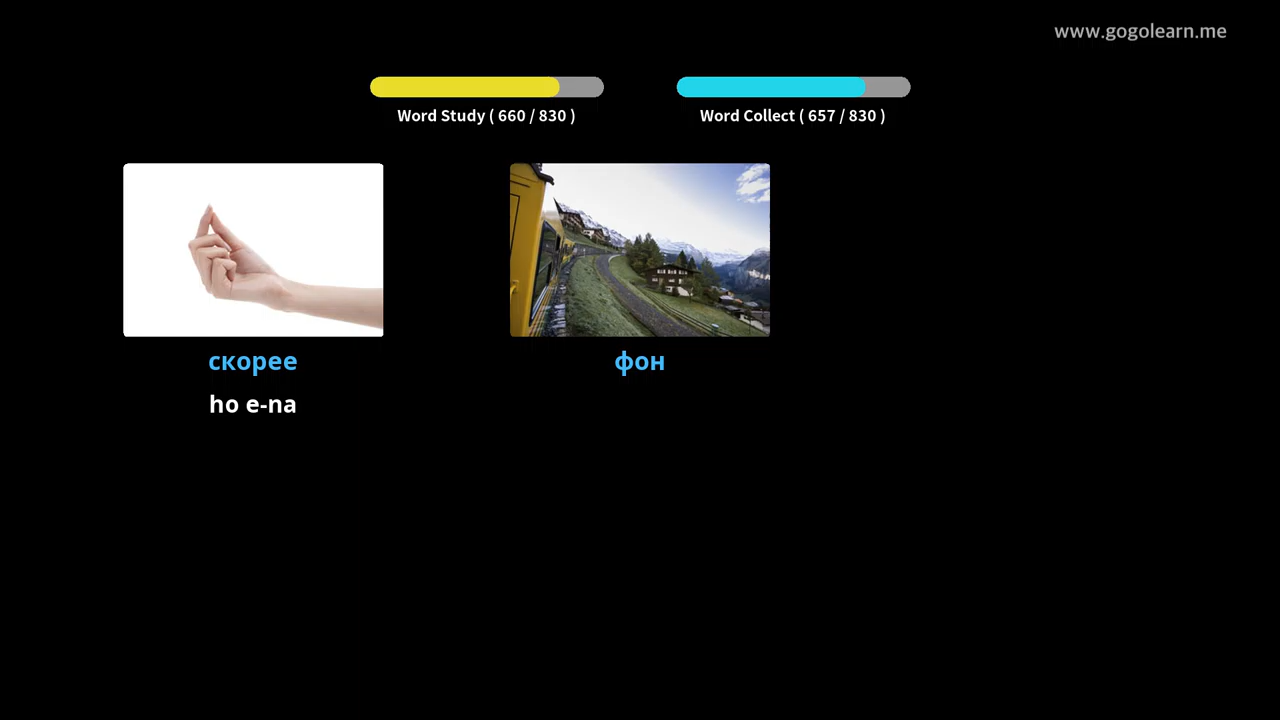 www.gogolearn.me
Word Study ( 660 / 830 )
Word Collect ( 657 / 830 )
скорее
ho e-na
фон